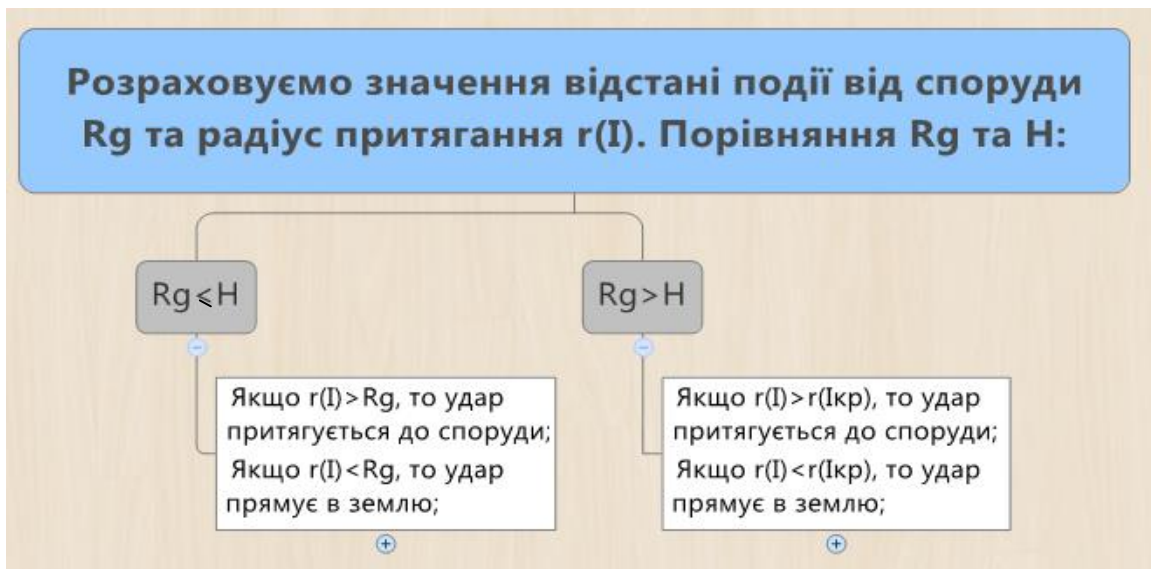 Розраховуємо значення відстані події від споруди
Rg та радіус притягання r(I). Порівняння Rg та H:
Rg⩽H
Rg>H
Якщо r(I)>Rg, то удар
притягується до споруди;
Якщо r(I)<Rg, то удар
прямує в землю;
Якщо r(I)>r(Iкр), то удар
притягується до споруди;
Якщо r(I)<r(Iкр), то удар
прямує в землю;